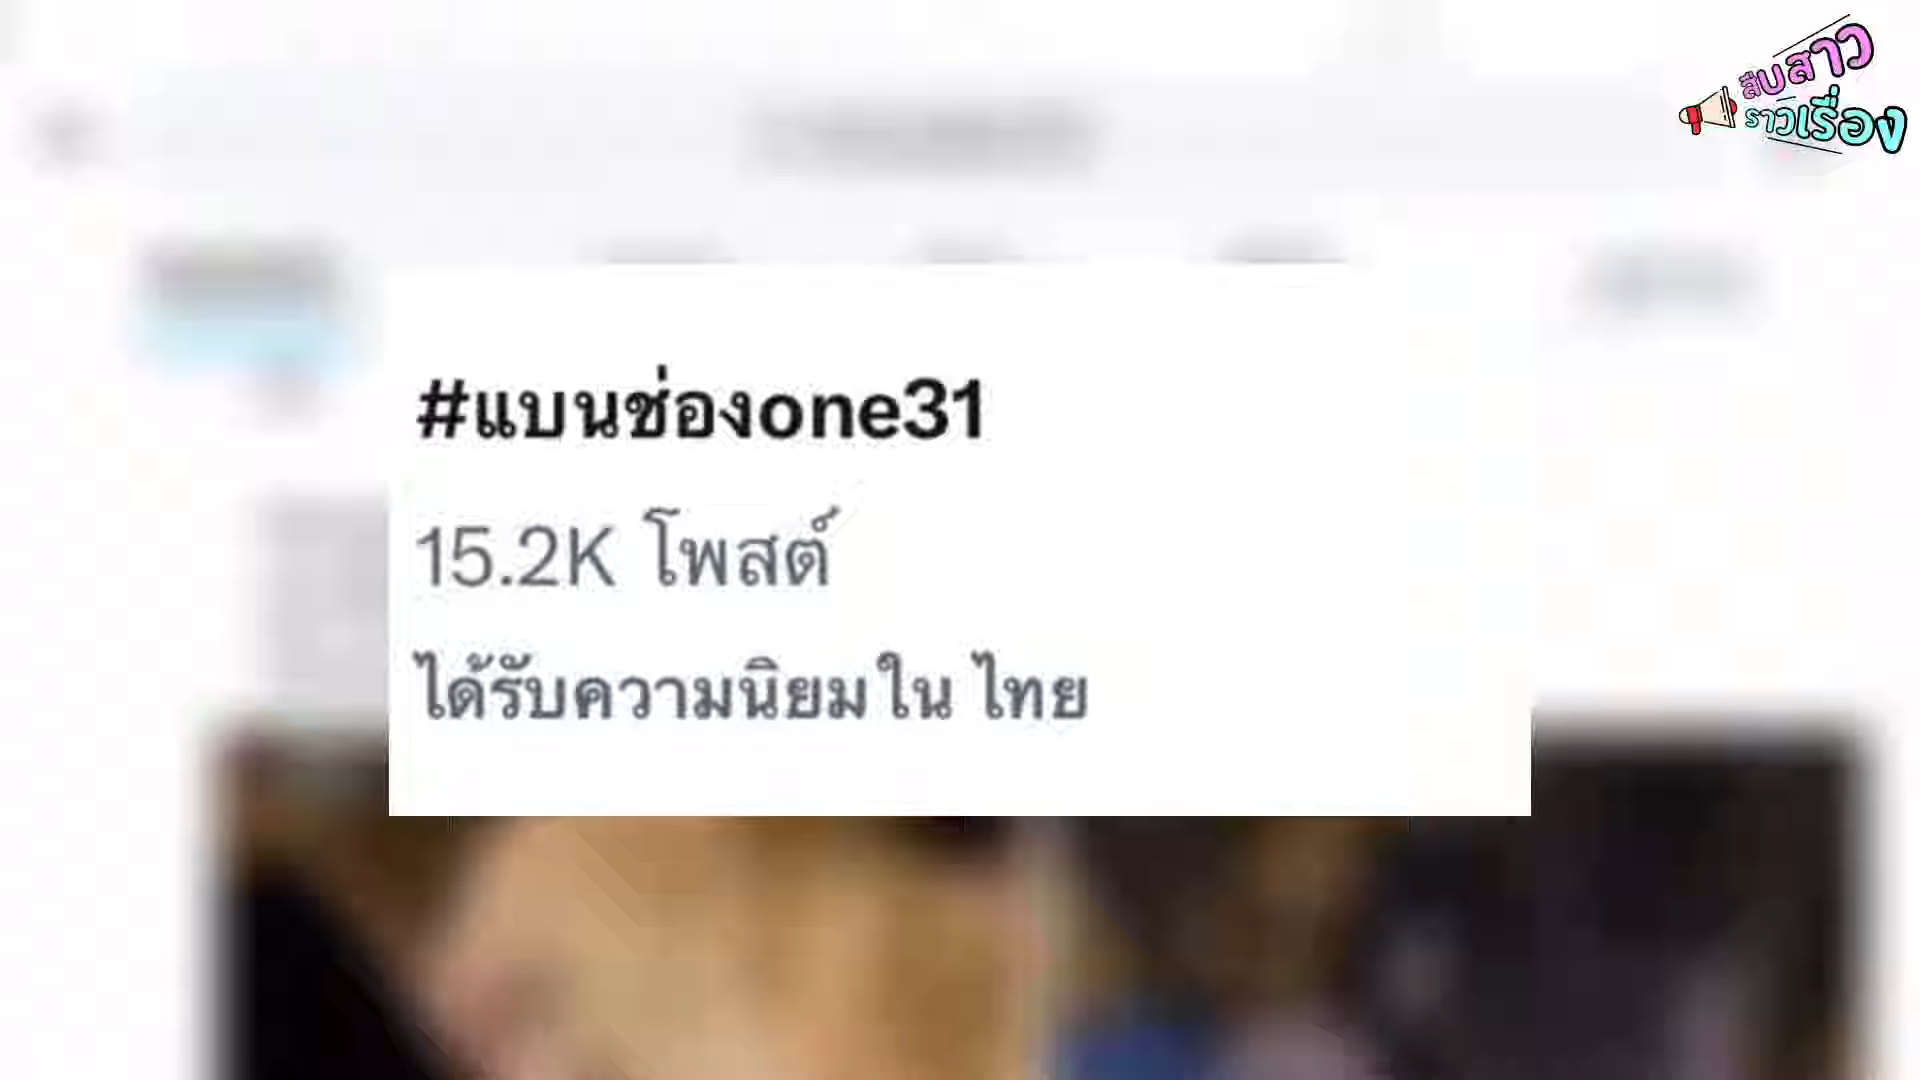 สืบสาว
ราวเรื่อง
#แบนช่องone31
15.2K โพสต์
ได้รับความนิยมใน ไทย